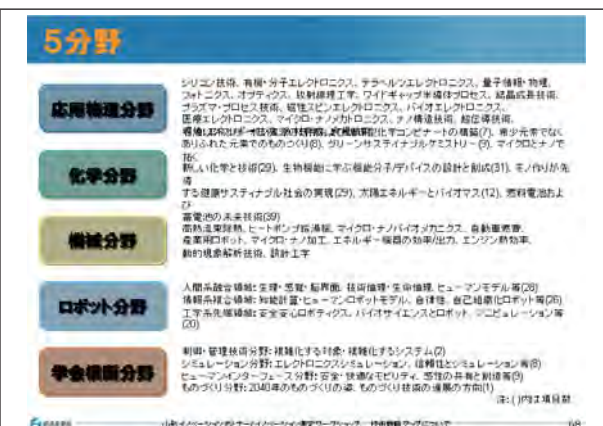 5分野
応用物理分野
シリコン技術、有機・分子エレクトロニクス、テラヘルツエレクトロニクス、量子情報・物理、
フォトニクス、オプティクス、放射線理工学、ワイドギャップ半導体プロセス、結晶成長技術、
プラズマ・プロセス技術、磁性スピンエレクトロニクス、バイオエレクトロニクス、
医療エレクトロニクス、マイクロ・ナノメカトロニクス、ナノ構造技術、超伝導技術、
化学コンビナートの構築(7)、希少元素でなく
ありふれた元素でのものつくり(8)、グリーンサステイナブルケミストリー(9)、マイクロとナノで
拓く
新しい化学と技術(29)、生物機能に学ぶ機能分子/デバイスの設計と創成(31)、モノ作りが先
導
する健康サスティナブル社会の実現(29)、太陽エネルギーとバイオマス(12)、燃料電池およ
び
蓄電池の未来技術(39)
化学分野
機械分野
高熱流束除熱、ヒートポンプ給湯機、マイクロ・ナノバイオメカニクス、自動車燃費、
産業用ロボット、マイクロ・ナノ加工、エネルギー機器の効率/出力、エンジン熱効率、
動的現象解析技術、設計工学
ロボット分野
人間系融合領域:生理・感覚・脳界面、技術倫理・生命倫理、ヒューマンモデル等(28)
情報系複合領域:知能計算・ヒューマンロボットモデル、自律性、自己組織化ロボット等(26)
工学系先端領域:安全安心ロボティクス、バイオサイエンスとロボット、マニピュレーション等
(20)
学会横断分野
制御・管理技術分野:複雑化する対象・複雑化するシステム(2)
シミュレーション分野:エレクトロニクスシミュレーション、信頼性とシミュレーション等(8)
ヒューマンインターフェース分野:安全・快適なモビリティ、感性の共有と創造等(9)
ものづくり分野:2040年のものづくりの姿、ものづくり技術の進展の方向(1)
注:( )内は項目数
68